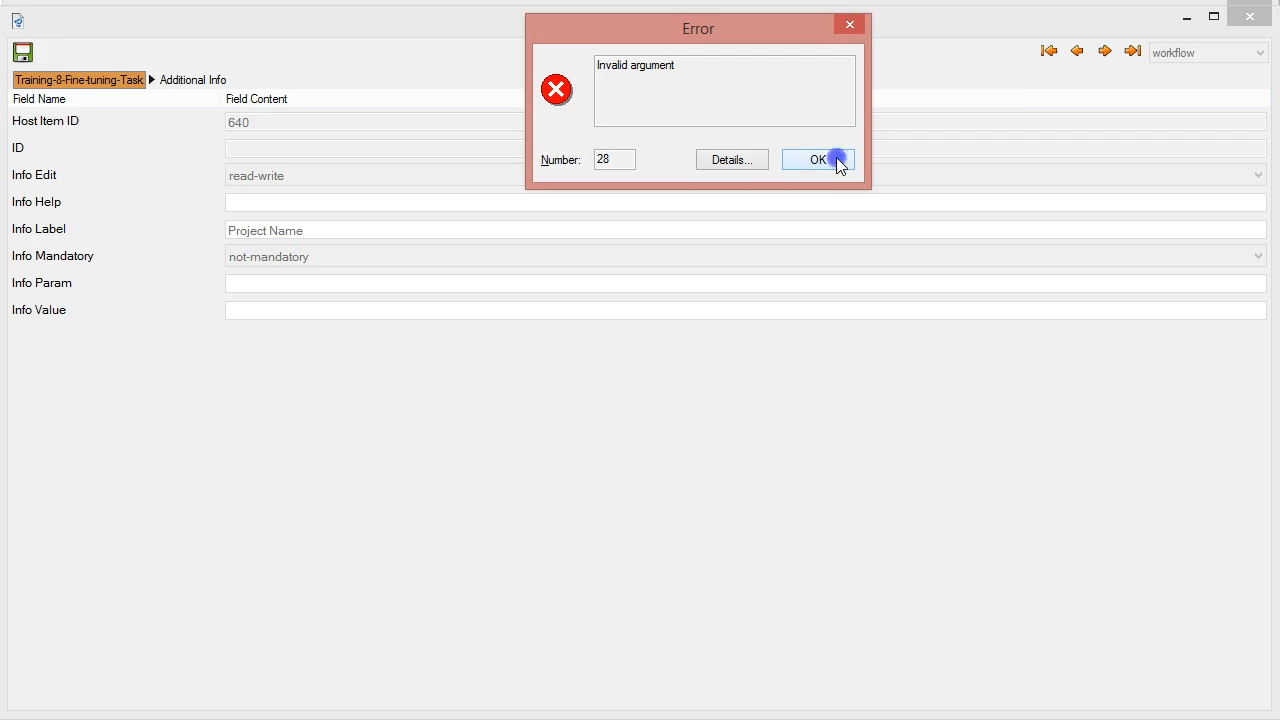 Error
Invalid argument
Number: 28 Details... OK
workflow
Training-8-Fine-tuning-Task Additional Info
Field Name Field Content
Host Item ID 640
ID
Info Edit read-write
Info Help
Info Label Project Name
Info Mandatory not-mandatory
Info Param
Info Value